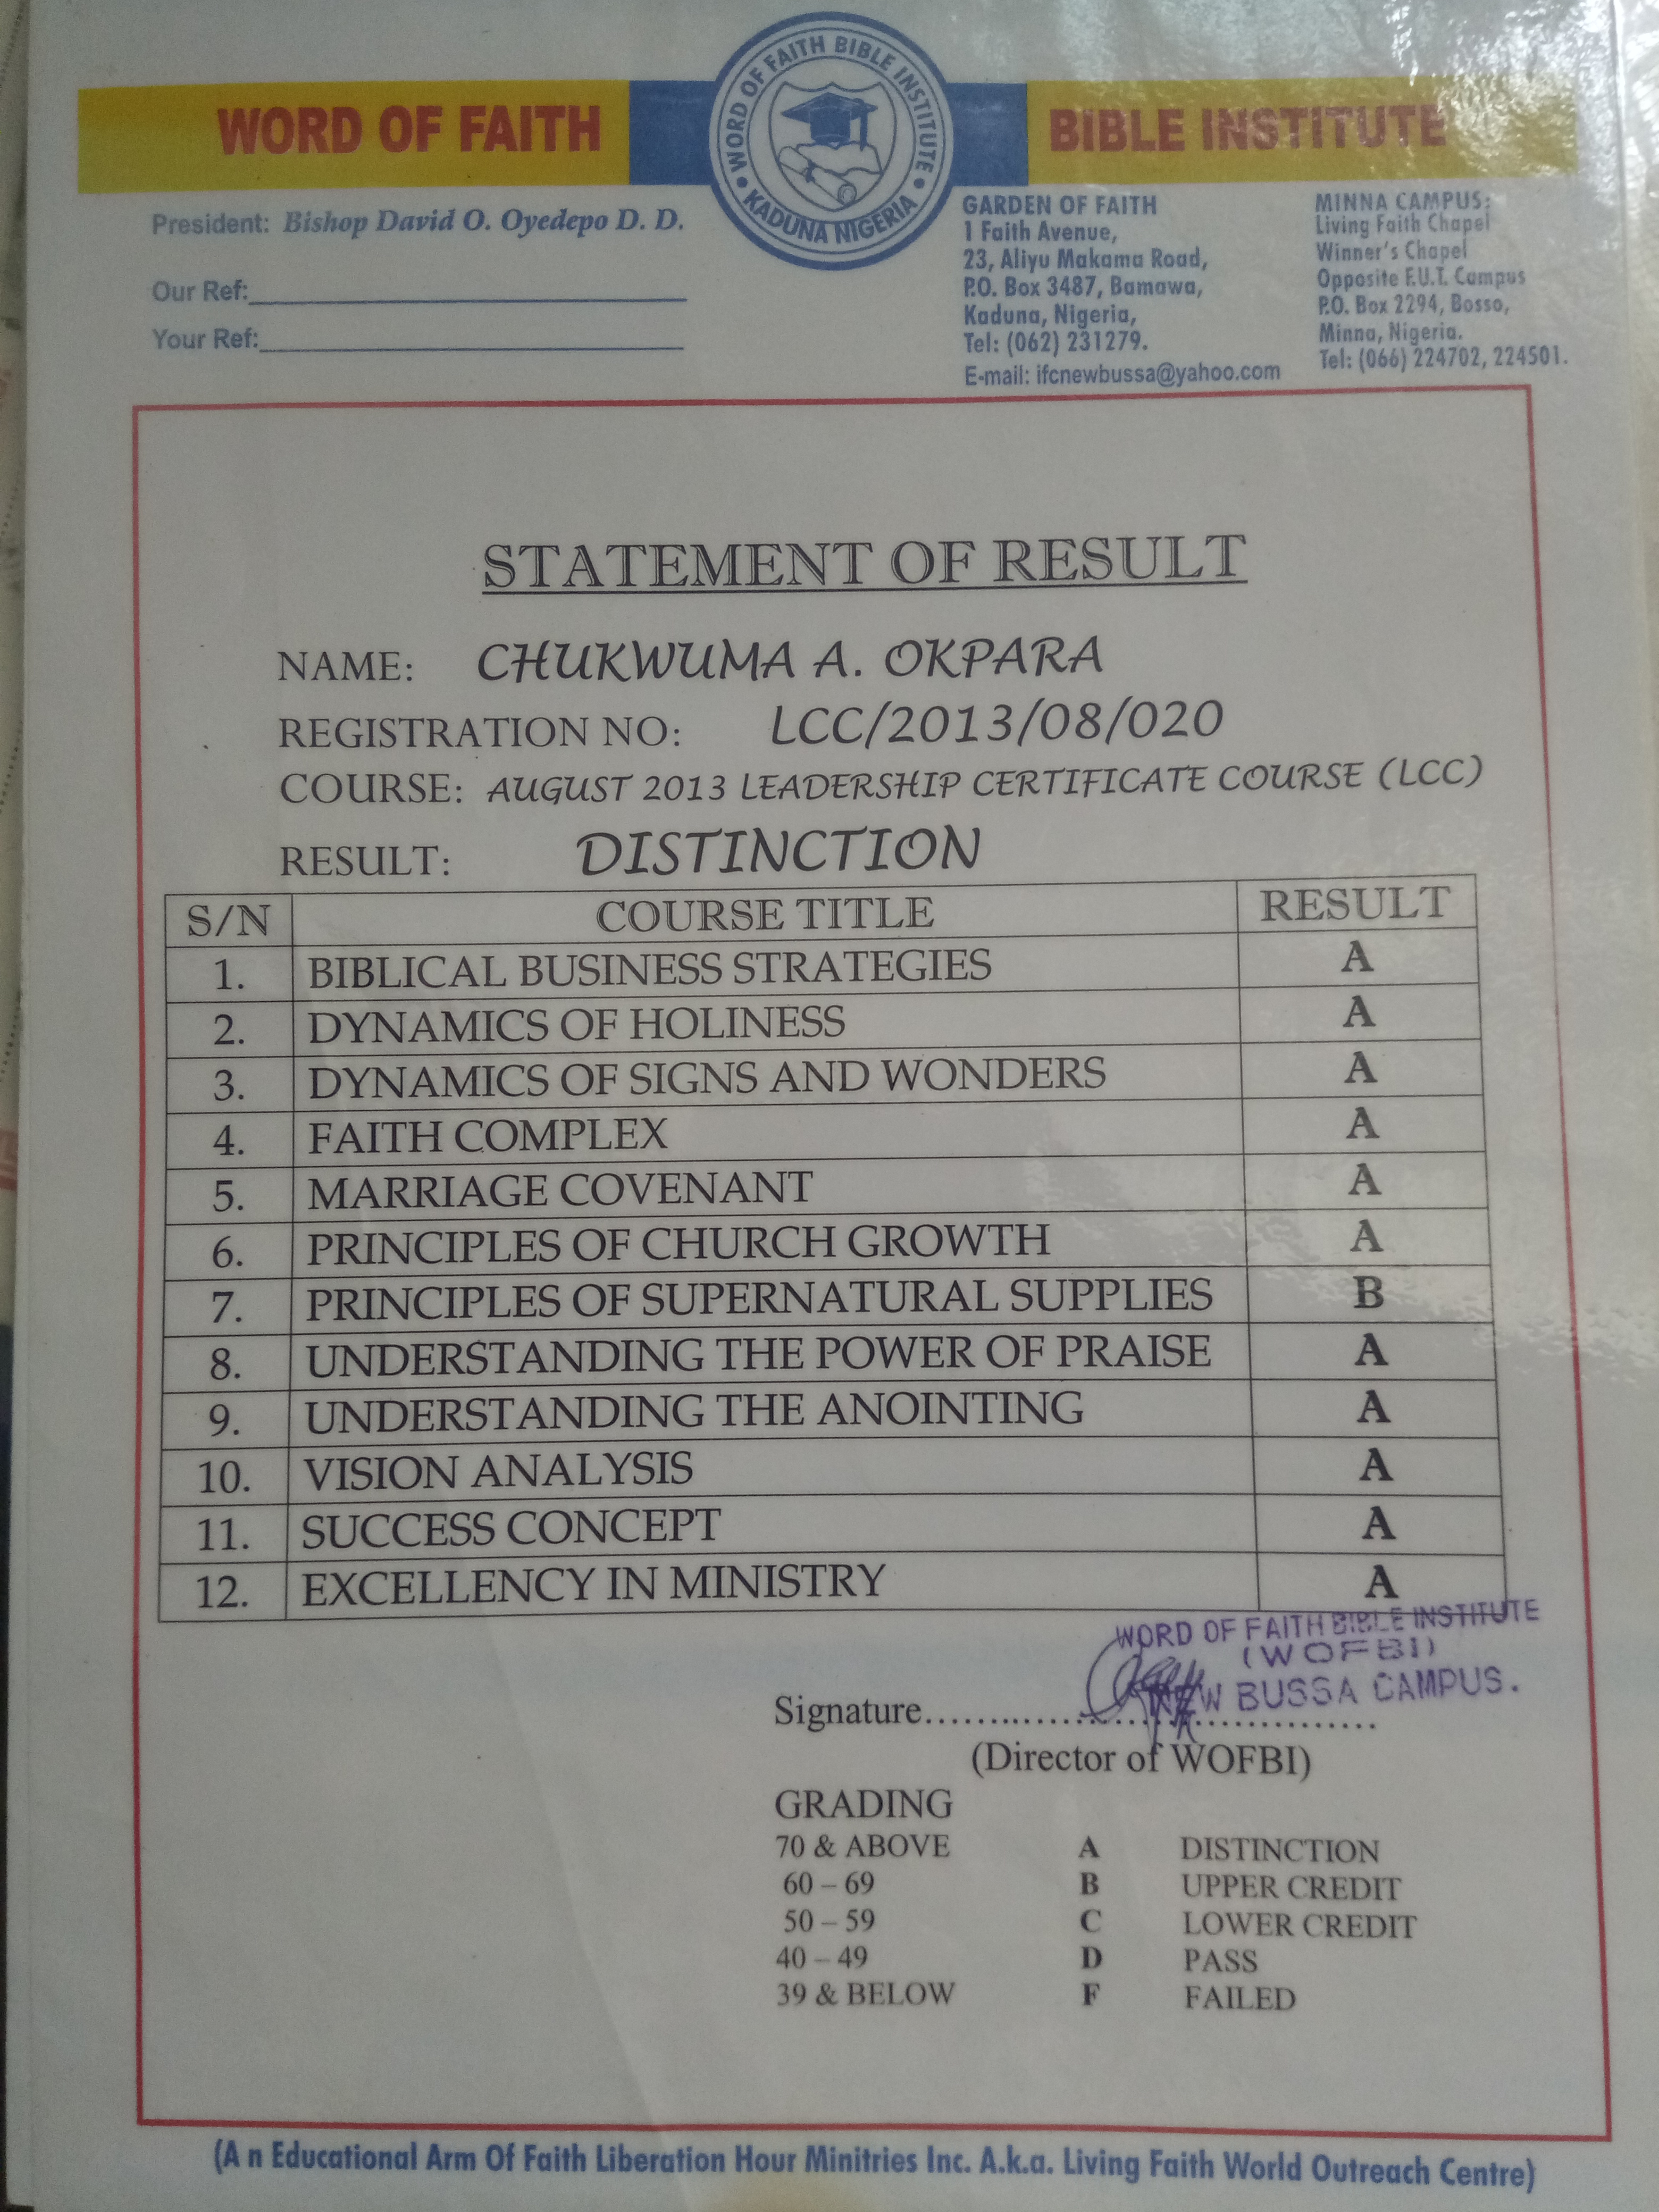 WORD OF FAITH BIBLE INSTITUTE
WORD OF FAITH BIBLE INSTITUTE
KADUNA NIGERIA
President: Bishop David O. Oyedepo D. D.
Our Ref:
Your Ref:
GARDEN OF FAITH
1 Faith Avenue,
23, Aliyu Makama Road,
P.O. Box 3487, Bamawa,
Kaduna, Nigeria,
Tel: (062) 231279.
E-mail: ifcnewbussa@yahoo.com
MINNA CAMPUS:
Living Faith Chapel
Winner's Chapel
Opposite F.U.T. Campus
P.O. Box 2294, Bosso,
Minna, Nigeria.
Tel: (066) 224702, 224501.
STATEMENT OF RESULT
NAME: CHUKWUMA A. OKPARA
REGISTRATION NO: LCC/2013/08/020
COURSE: AUGUST 2013 LEADERSHIP CERTIFICATE COURSE (LCC)
RESULT: DISTINCTION
S/N COURSE TITLE RESULT
1. BIBLICAL BUSINESS STRATEGIES A
2. DYNAMICS OF HOLINESS A
3. DYNAMICS OF SIGNS AND WONDERS A
4. FAITH COMPLEX A
5. MARRIAGE COVENANT A
6. PRINCIPLES OF CHURCH GROWTH A
7. PRINCIPLES OF SUPERNATURAL SUPPLIES B
8. UNDERSTANDING THE POWER OF PRAISE A
9. UNDERSTANDING THE ANOINTING A
10. VISION ANALYSIS A
11. SUCCESS CONCEPT A
12. EXCELLENCY IN MINISTRY A
WORD OF FAITH BIBLE INSTITUTE
(WOFBI)
NEW BUSSA CAMPUS.
Signature..........................................
(Director of WOFBI)
GRADING
70 & ABOVE A DISTINCTION
60 – 69 B UPPER CREDIT
50 – 59 C LOWER CREDIT
40 – 49 D PASS
39 & BELOW F FAILED
(A n Educational Arm Of Faith Liberation Hour Minitries Inc. A.k.a. Living Faith World Outreach Centre)